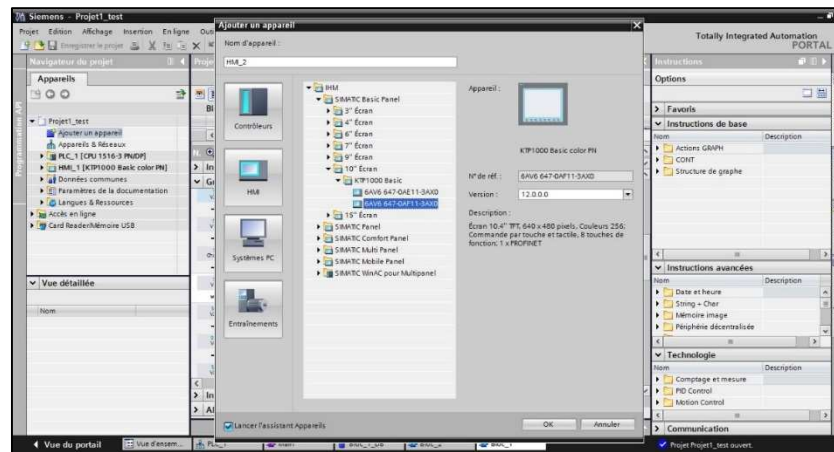 Siemens - Projet1_test
Projet Edition Affichage Insertion En ligne
Enregistrer le projet
Totally Integrated Automation
PORTAL
Navigateur du projet
Appareils
Projet1_test
Ajouter un appareil
Appareils & Réseaux
PLC_1 [CPU 1516-3 PN/DP]
HMI_1 [KTP1000 Basic color PN]
Données communes
Paramètres de la documentation
Langues & Ressources
Accès en ligne
Card Reader/Mémoire USB
Vue détaillée
Nom
Programmation API
Ajouter un appareil
Nom d'appareil :
HMI_2
Contrôleurs
HMI
Systèmes PC
Entraînements
IHM
SIMATIC Basic Panel
3" Écran
4" Écran
6" Écran
7" Écran
9" Écran
10" Écran
KTP1000 Basic
6AV6 647-0AE11-3AX0
6AV6 647-0AF11-3AX0
15" Écran
SIMATIC Panel
SIMATIC Comfort Panel
SIMATIC Multi Panel
SIMATIC Mobile Panel
SIMATIC WinAC pour Multipanel
Appareil :
KTP1000 Basic color PN
N° de réf. : 6AV6 647-0AF11-3AX0
Version : 12.0.0.0
Description :
Écran 10.4" TFT, 640 x 480 pixels, Couleurs 256;
Commande par touche et tactile, 8 touches de
fonction; 1 x PROFINET
Lancer l'assistant Appareils
OK Annuler
Instructions
Options
Favoris
Instructions de base
Nom Description
Actions GRAPH
CONT
Structure de graphe
Instructions avancées
Nom Description
Date et heure
String + Char
Mémoire image
Périphérie décentralisée
Technologie
Nom Description
Comptage et mesure
PID Control
Motion Control
Communication
Vue du portail Vue d'ensem... PLC_1 Main Bloc_1_DB Bloc_2 Bloc_1
Projet Projet1_test ouvert.